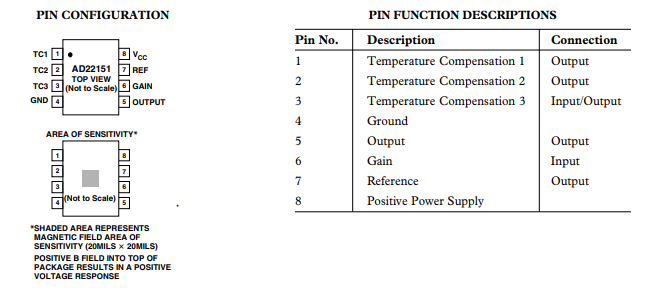 PIN CONFIGURATION
TC1 1
TC2 2
TC3 3
GND 4
AD22151
TOP VIEW
(Not to Scale)
8 VCC
7 REF
6 GAIN
5 OUTPUT
AREA OF SENSITIVITY*
1 8
2 7
3 6
4 (Not to Scale) 5
*SHADED AREA REPRESENTS
MAGNETIC FIELD AREA OF
SENSITIVITY (20MILS × 20MILS)
POSITIVE B FIELD INTO TOP OF
PACKAGE RESULTS IN A POSITIVE
VOLTAGE RESPONSE
PIN FUNCTION DESCRIPTIONS
Pin No. Description Connection
1 Temperature Compensation 1 Output
2 Temperature Compensation 2 Output
3 Temperature Compensation 3 Input/Output
4 Ground
5 Output Output
6 Gain Input
7 Reference Output
8 Positive Power Supply